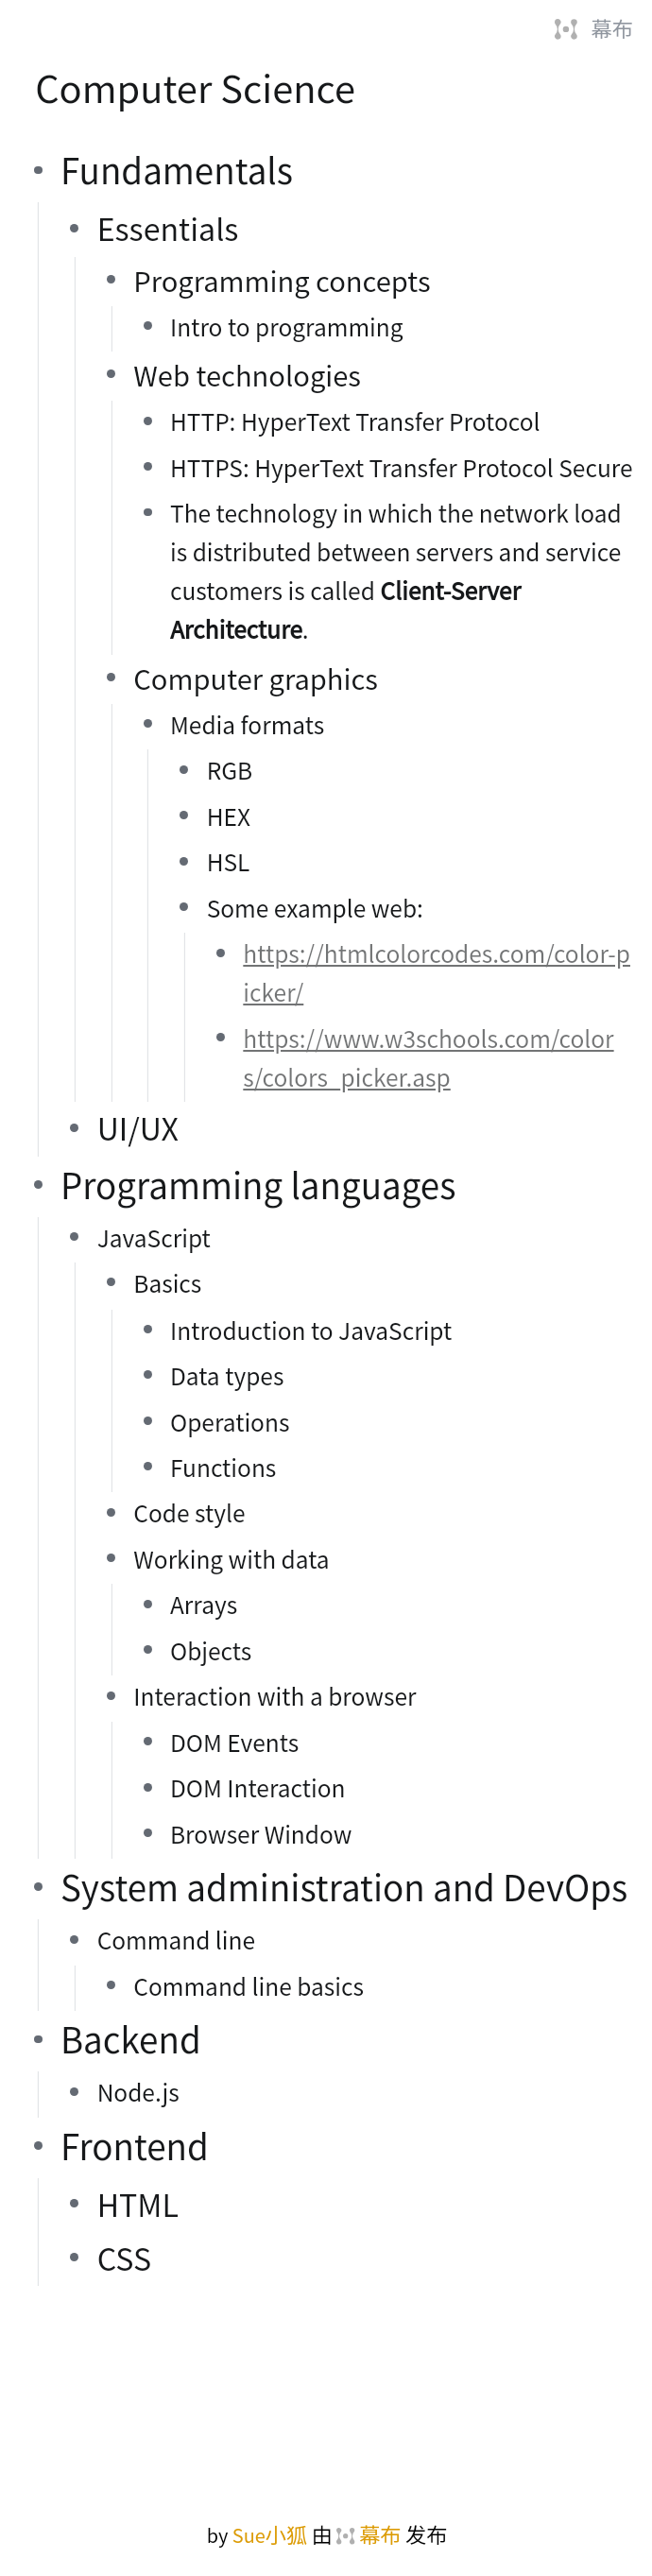 幕布
Computer Science
Fundamentals
Essentials
Programming concepts
Intro to programming
Web technologies
HTTP: HyperText Transfer Protocol
HTTPS: HyperText Transfer Protocol Secure
The technology in which the network load
is distributed between servers and service
customers is called Client-Server
Architecture.
Computer graphics
Media formats
RGB
HEX
HSL
Some example web:
https://htmlcolorcodes.com/color-p
icker/
https://www.w3schools.com/color
s/colors_picker.asp
UI/UX
Programming languages
JavaScript
Basics
Introduction to JavaScript
Data types
Operations
Functions
Code style
Working with data
Arrays
Objects
Interaction with a browser
DOM Events
DOM Interaction
Browser Window
System administration and DevOps
Command line
Command line basics
Backend
Node.js
Frontend
HTML
CSS
by Sue小狐 由 幕布 发布